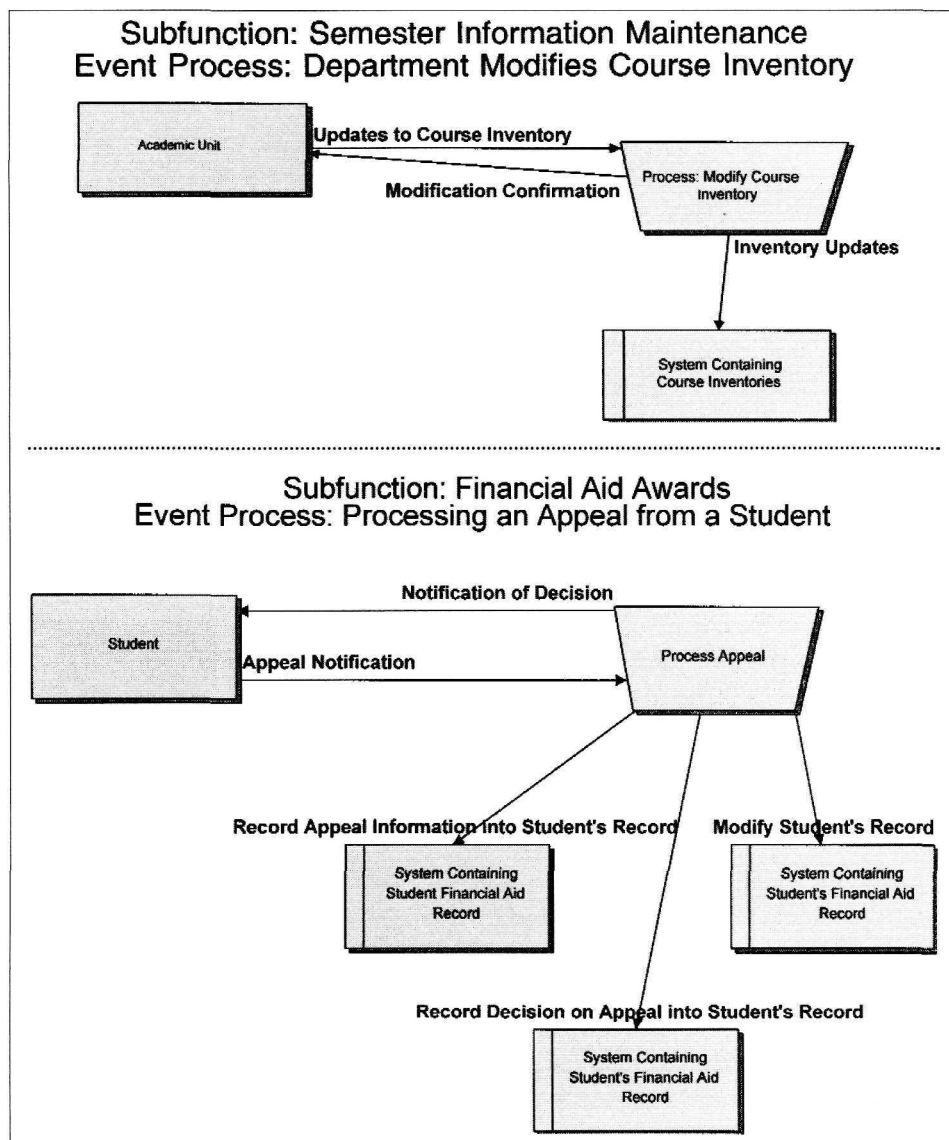 Subfunction: Semester Information Maintenance
Event Process: Department Modifies Course Inventory
Academic Unit
Updates to Course Inventory
Modification Confirmation
Process: Modify Course
Inventory
Inventory Updates
System Containing
Course Inventories
Subfunction: Financial Aid Awards
Event Process: Processing an Appeal from a Student
Notification of Decision
Student
Process Appeal
Appeal Notification
Record Appeal Information into Student's Record
Modify Student's Record
System Containing
Student Financial Aid
Record
System Containing
Student's Financial Aid
Record
Record Decision on Appeal into Student's Record
System Containing
Student's Financial Aid
Record